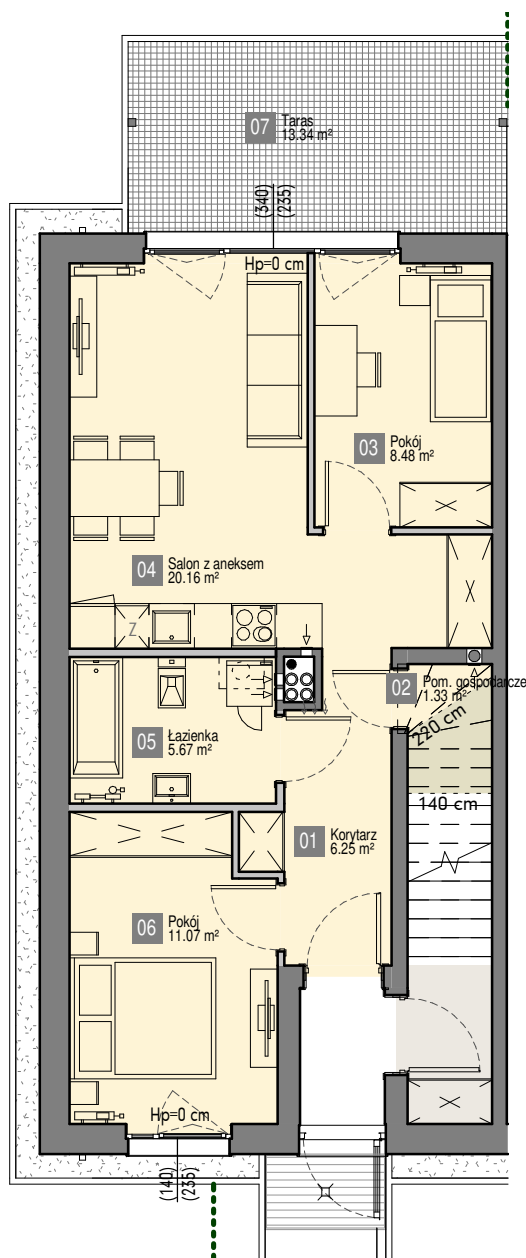 07 Taras
13.34 m²
(340)
(235)
Hp=0 cm
03 Pokój
8.48 m²
04 Salon z aneksem
20.16 m²
Z
02 Pom. gospodarcze
1.33 m²
220 cm
05 Łazienka
5.67 m²
140 cm
01 Korytarz
6.25 m²
06 Pokój
11.07 m²
Hp=0 cm
(140)
(235)